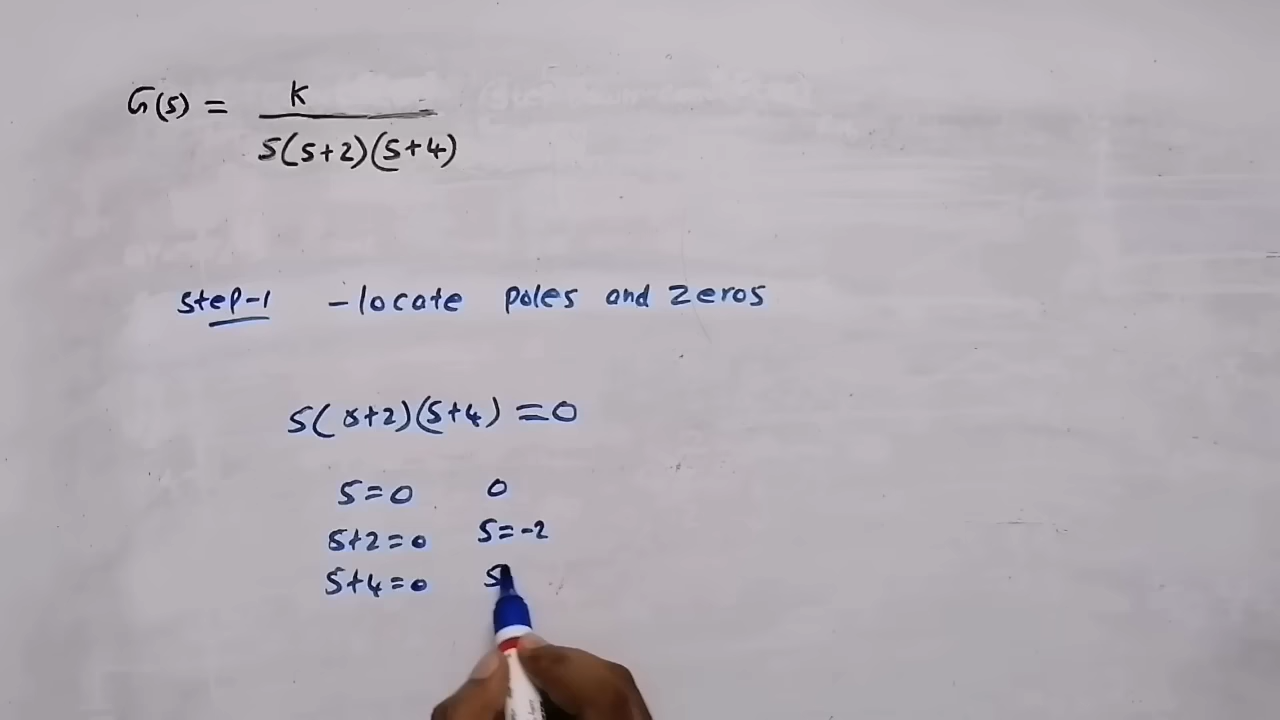 G(s) = K / S(S+2)(S+4)
Step-1 - locate poles and zeros
S(S+2)(S+4) = 0
S=0 0
S+2=0 S=-2
S+4=0 S